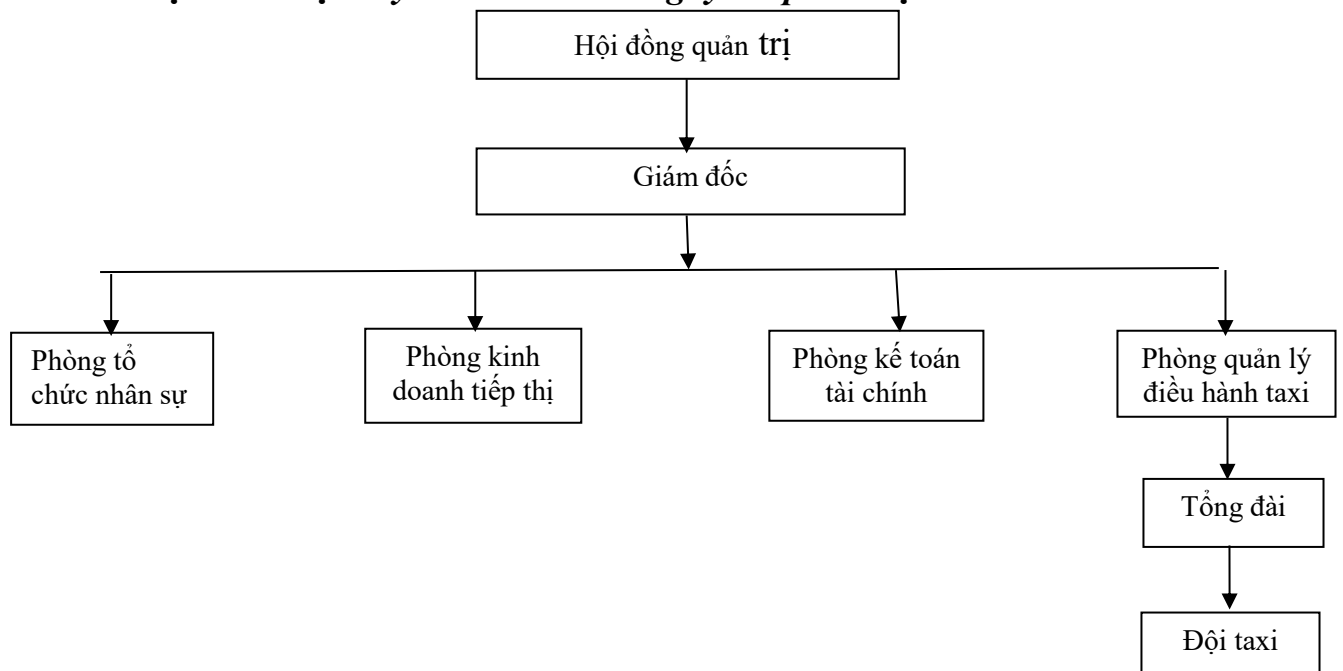 Hội đồng quản trị
Giám đốc
Phòng tổ
chức nhân sự
Phòng kinh
doanh tiếp thị
Phòng kế toán
tài chính
Phòng quản lý
điều hành taxi
Tổng đài
Đội taxi